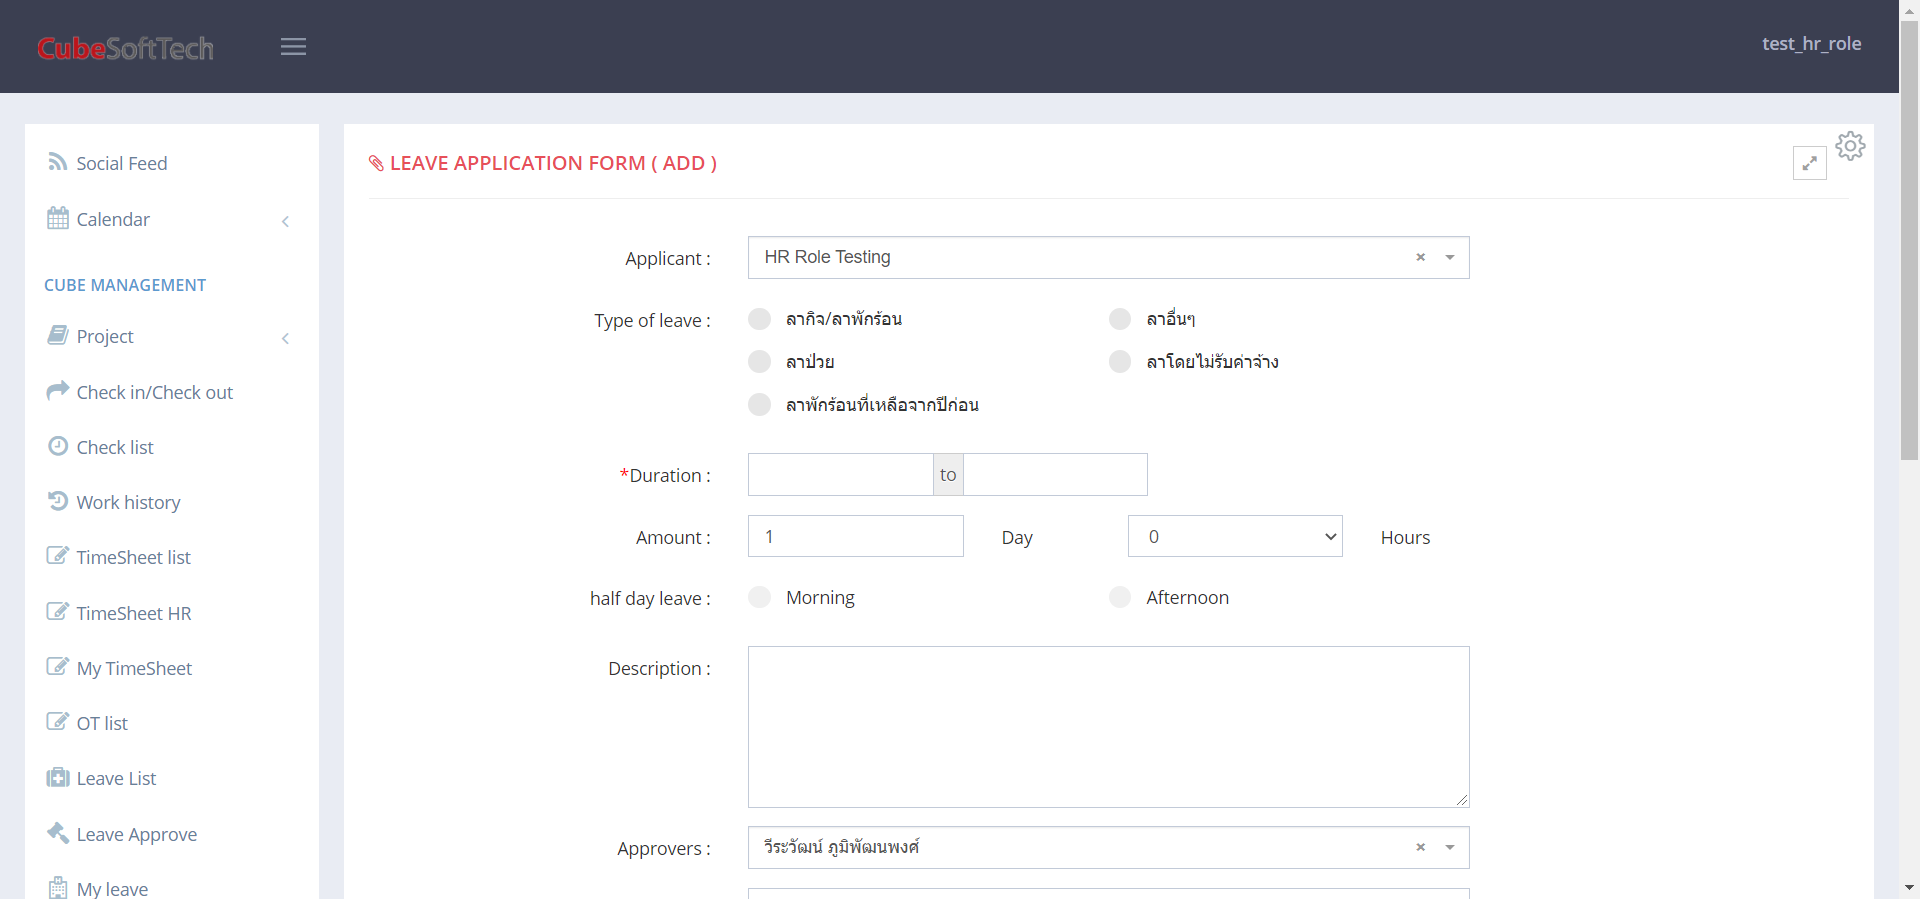 CubeSoftTech
test_hr_role
Social Feed
Calendar
CUBE MANAGEMENT
Project
Check in/Check out
Check list
Work history
TimeSheet list
TimeSheet HR
My TimeSheet
OT list
Leave List
Leave Approve
My leave
LEAVE APPLICATION FORM ( ADD )
Applicant : HR Role Testing × 
Type of leave : ลากิจ/ลาพักร้อน ลาอื่นๆ
ลาป่วย ลาโดยไม่รับค่าจ้าง
ลาพักร้อนที่เหลือจากปีก่อน
*Duration : to
Amount : 1 Day 0 Hours
half day leave : Morning Afternoon
Description :
Approvers : วีระวัฒน์ ภูมิพัฒนพงศ์ ×